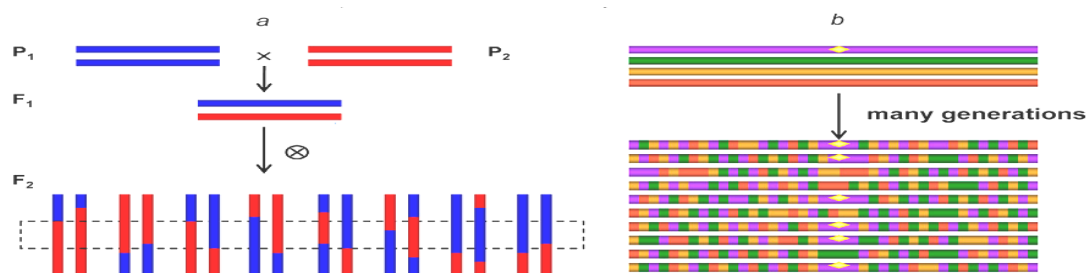 a
P1 × P2
F1
⊗
F2
b
many generations